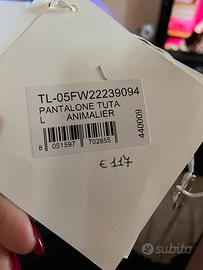 TL-05FW22239094
PANTALONE TUTA
L ANIMALIER
440009
8 051597 702855
€ 117
subito